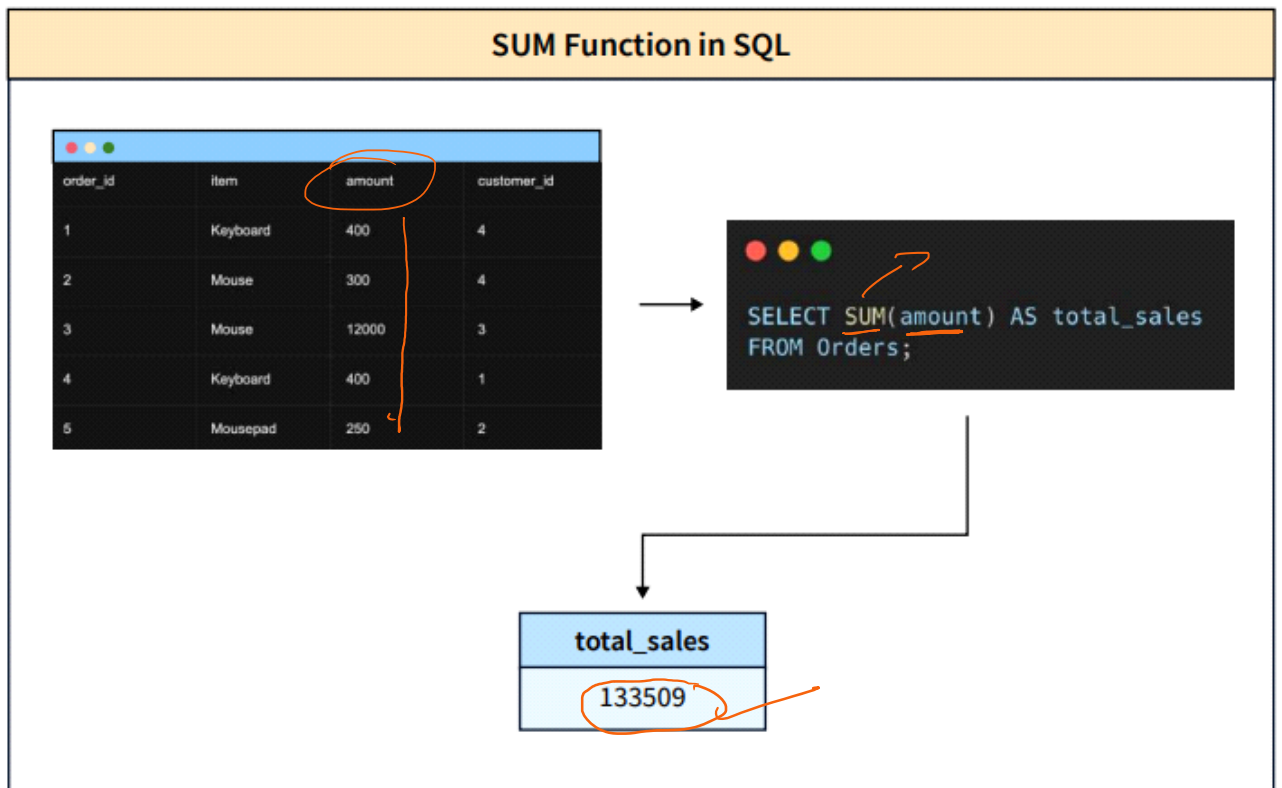 SUM Function in SQL
order_id item amount customer_id
1 Keyboard 400 4
2 Mouse 300 4
3 Mouse 12000 3
4 Keyboard 400 1
5 Mousepad 250 2
SELECT SUM(amount) AS total_sales
FROM Orders;
total_sales
133509